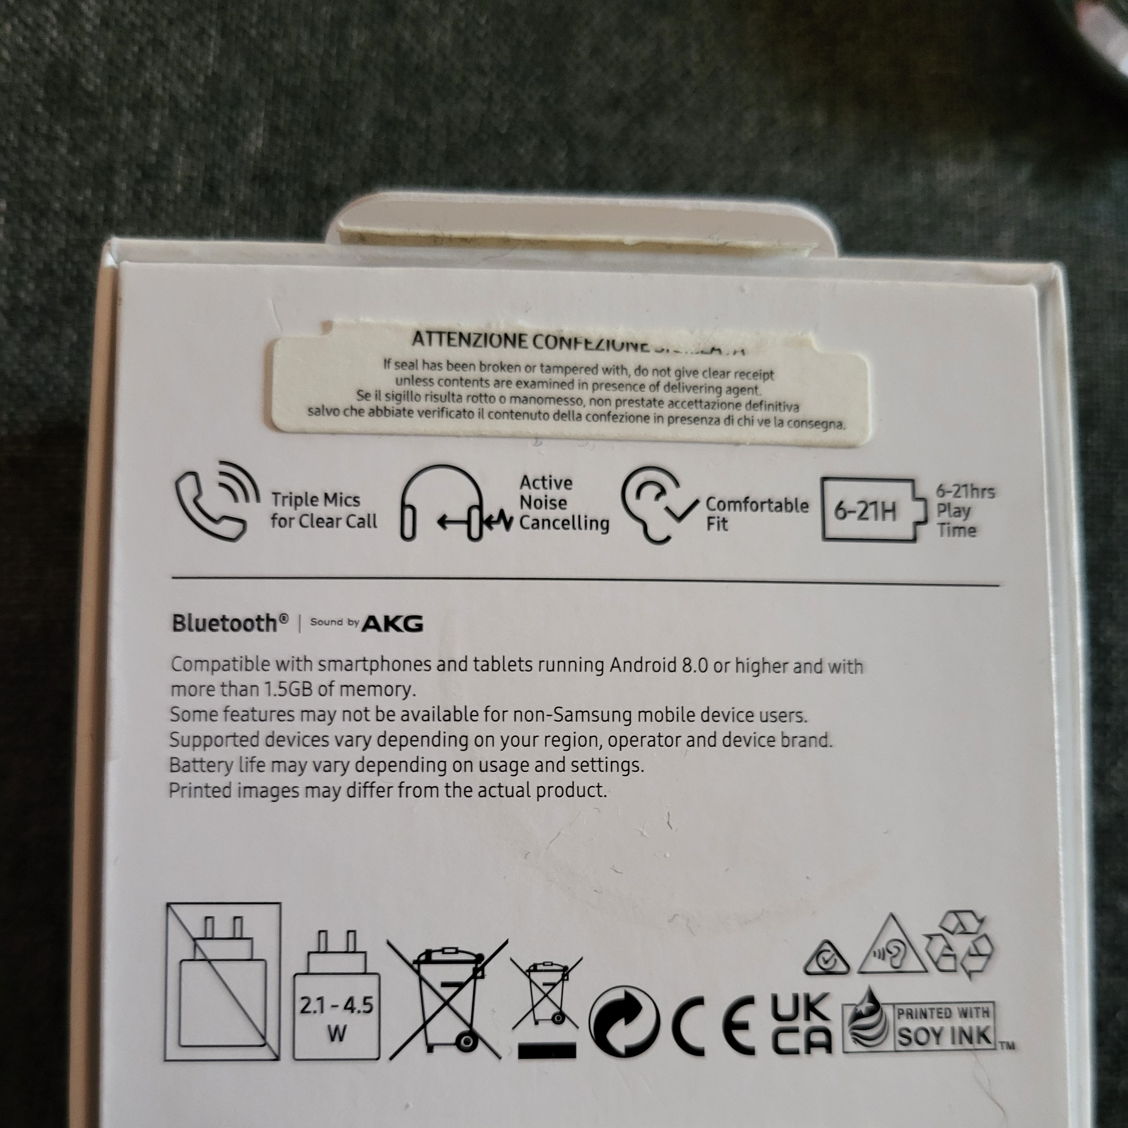 ATTENZIONE CONFEZIONE
If seal has been broken or tampered with, do not give clear receipt
unless contents are examined in presence of delivering agent.
Se il sigillo risulta rotto o manomesso, non prestate accettazione definitiva
salvo che abbiate verificato il contenuto della confezione in presenza di chi ve la consegna.
Triple Mics
for Clear Call
Active
Noise
Cancelling
Comfortable
Fit
6-21H
6-21hrs
Play
Time
Bluetooth® | Sound by AKG
Compatible with smartphones and tablets running Android 8.0 or higher and with
more than 1.5GB of memory.
Some features may not be available for non-Samsung mobile device users.
Supported devices vary depending on your region, operator and device brand.
Battery life may vary depending on usage and settings.
Printed images may differ from the actual product.
2.1 - 4.5
W
CE
UK
CA
PRINTED WITH
SOY INK™